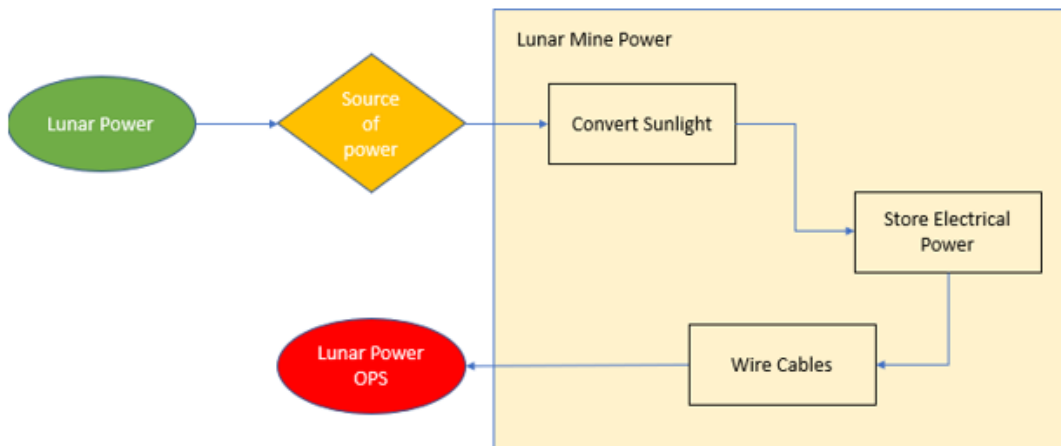 Lunar Mine Power
Lunar Power
Source
of
power
Convert Sunlight
Store Electrical
Power
Wire Cables
Lunar Power
OPS